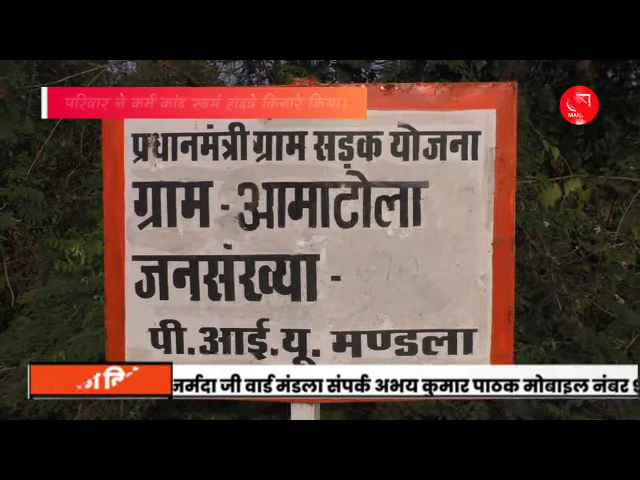 परिवार ने कर्म कांड स्वयं हाइवे किनारे किया।
प्रधानमंत्री ग्राम सड़क योजना
ग्राम - आमाटोला
जनसंख्या -
पी.आई.यू. मण्डला
नर्मदा जी वार्ड मंडला संपर्क अभय कुमार पाठक मोबाइल नंबर